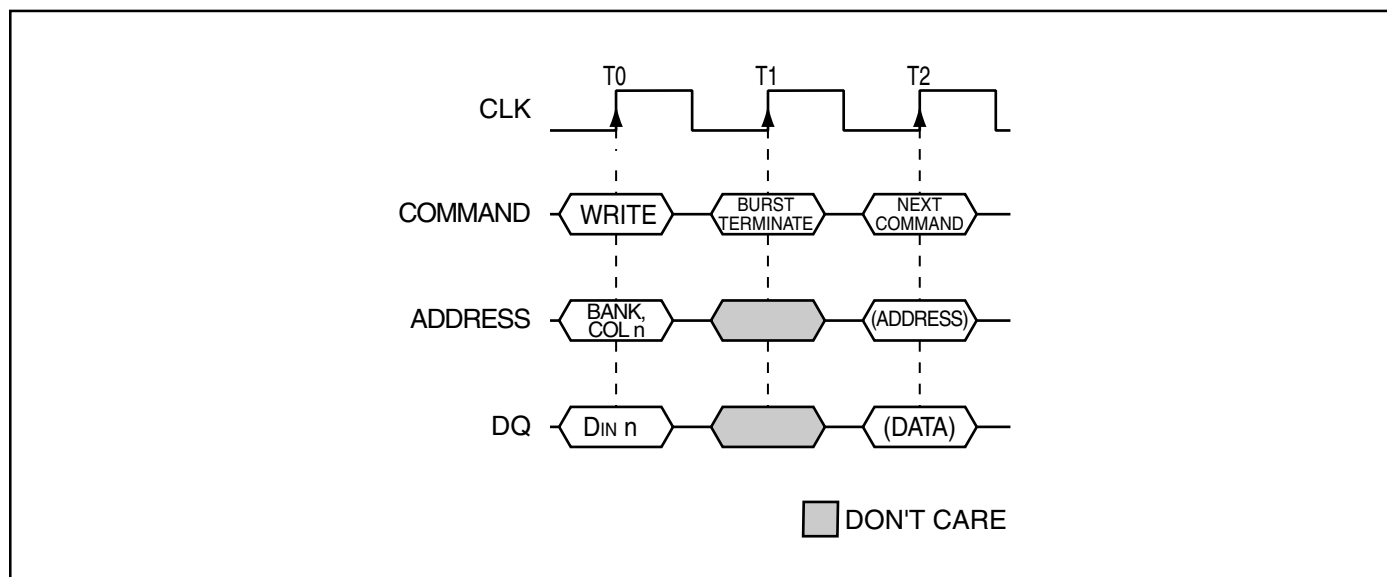 T0 T1 T2
CLK
COMMAND WRITE BURST TERMINATE NEXT COMMAND
ADDRESS BANK, COL n (ADDRESS)
DQ DIN n (DATA)
DON'T CARE